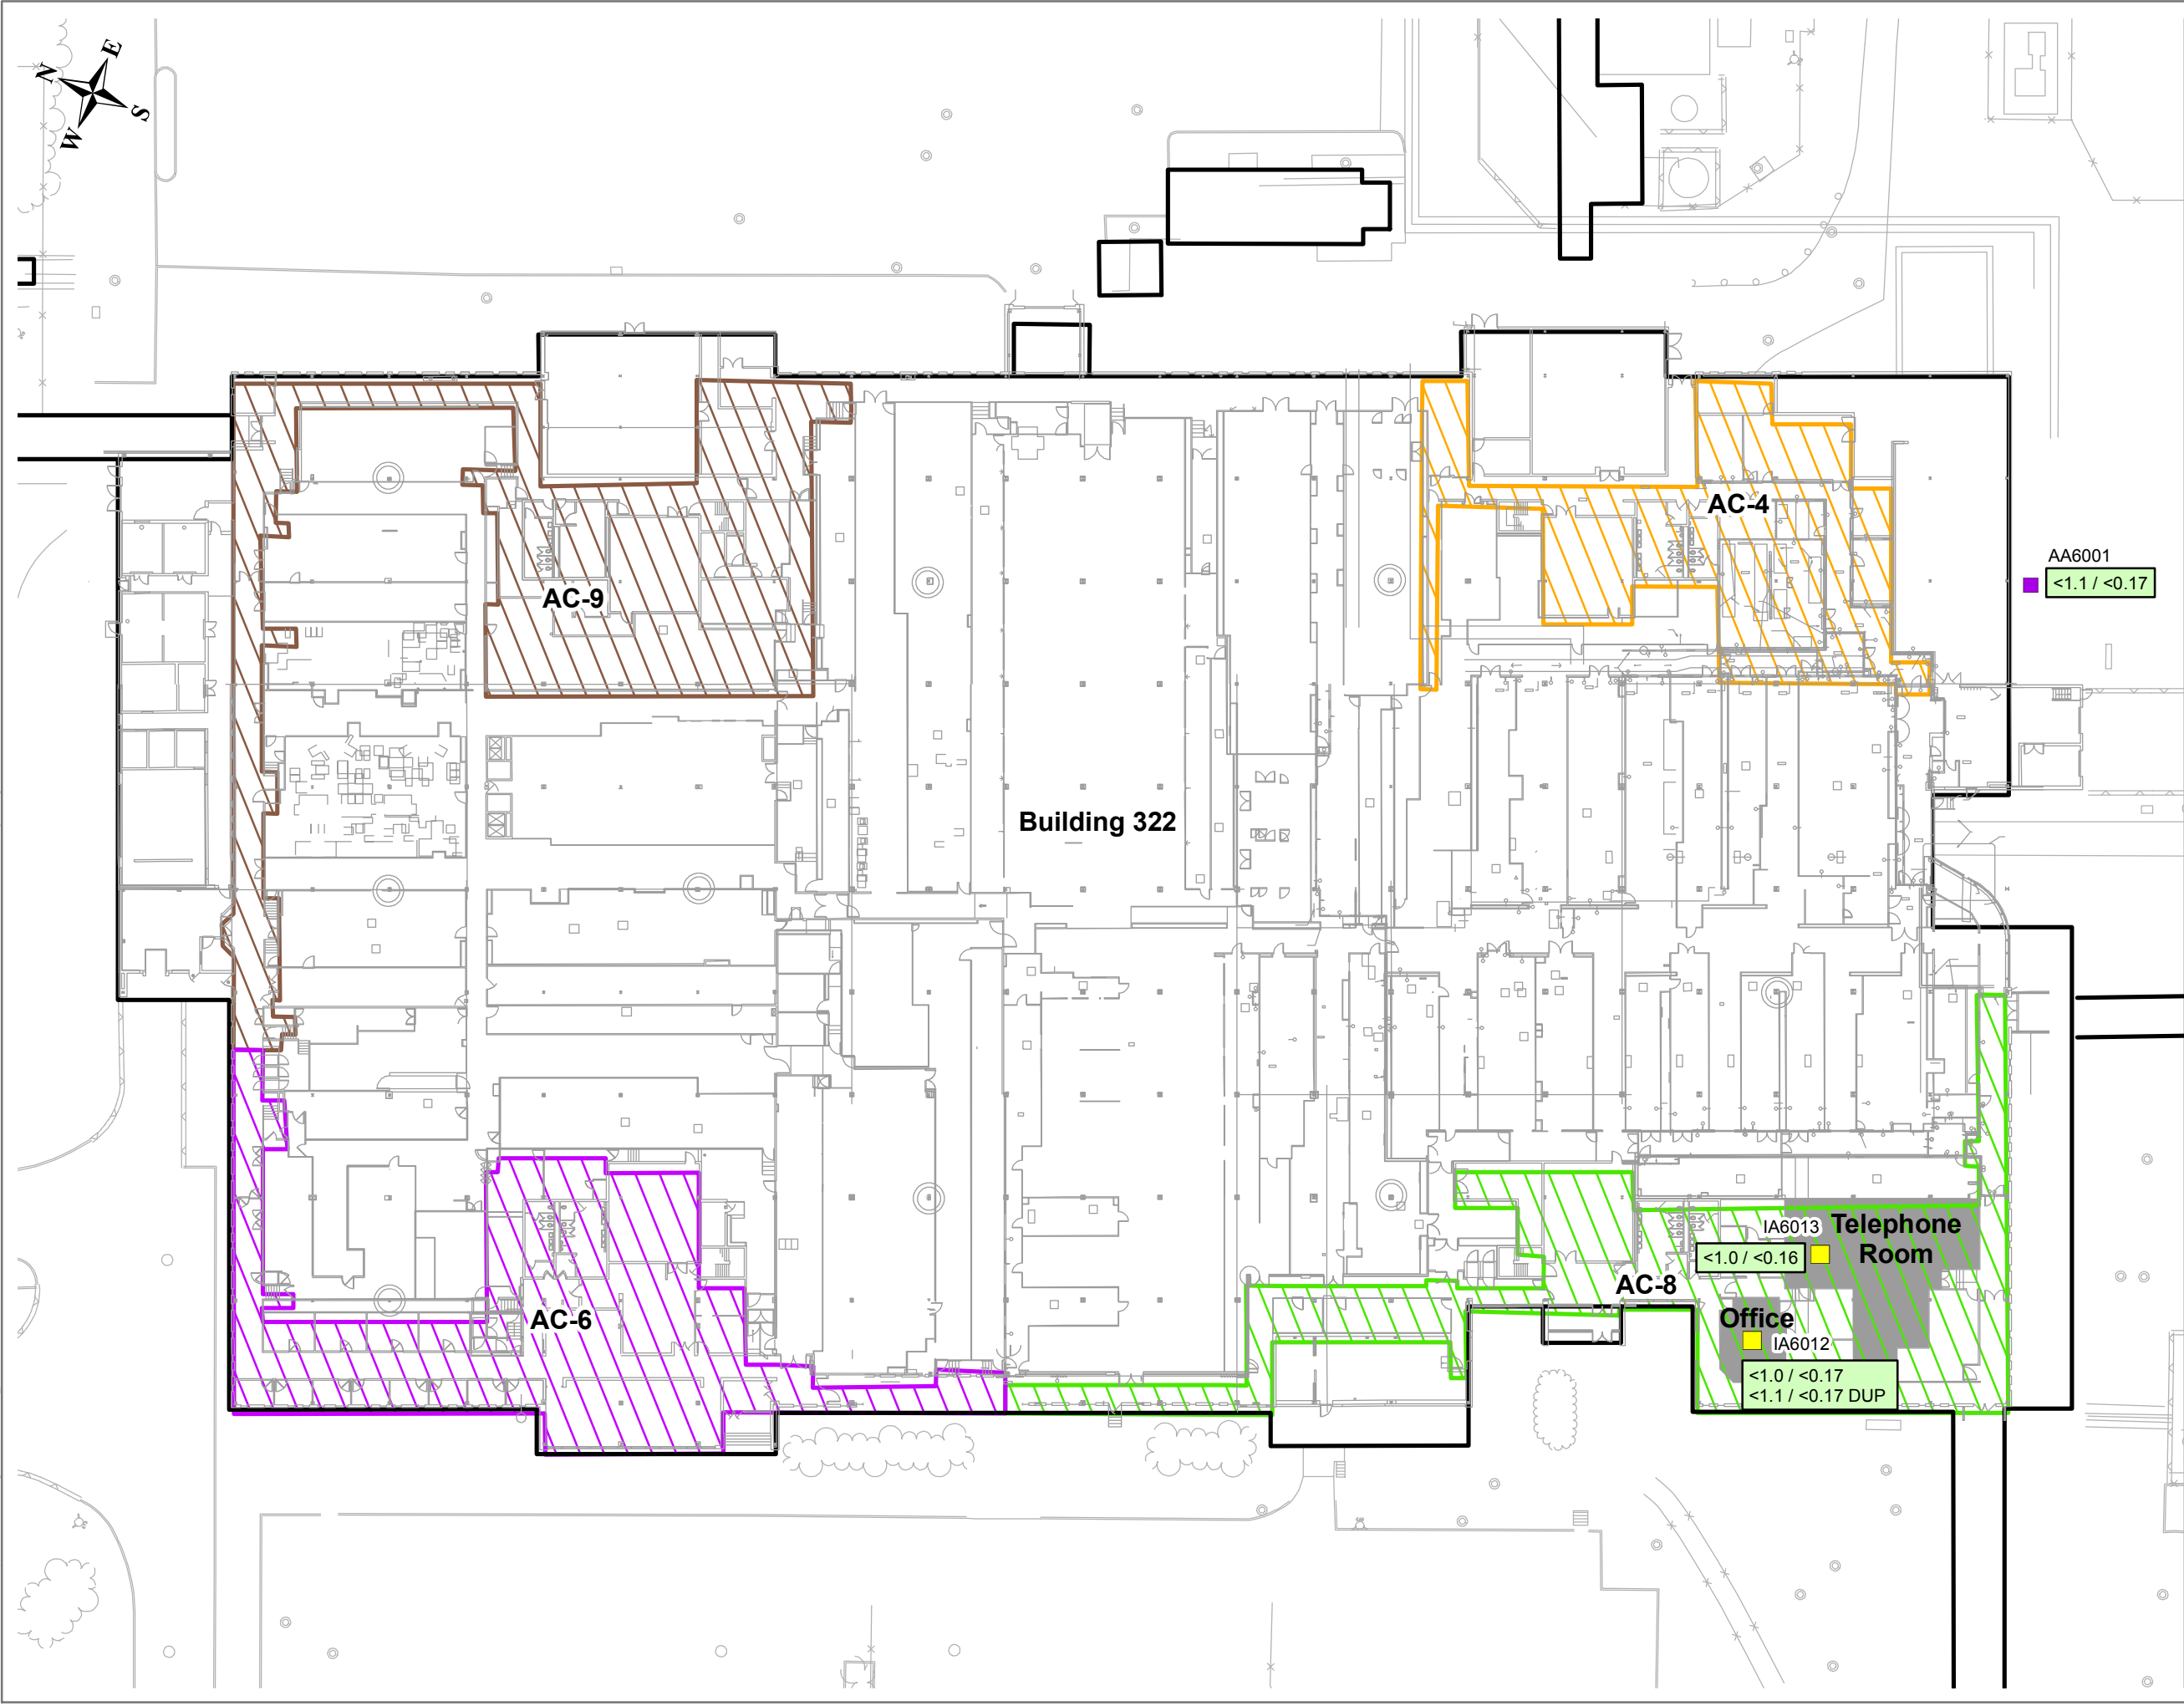 N
E
S
W
AC-4
AA6001
<1.1 / <0.17
AC-9
Building 322
IA6013
Telephone
Room
<1.0 / <0.16
AC-8
AC-6
Office
IA6012
<1.0 / <0.17
<1.1 / <0.17 DUP